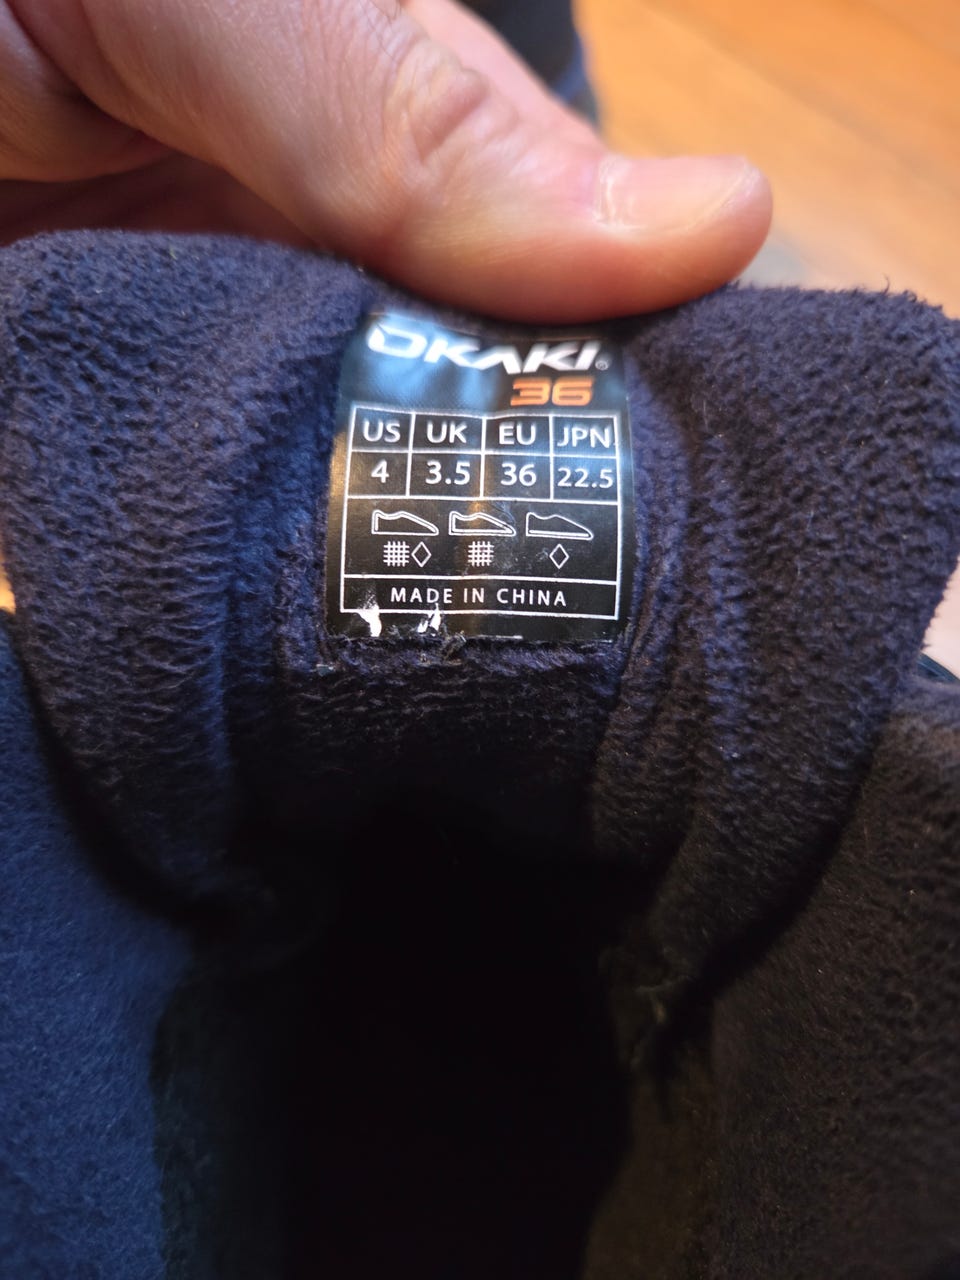 OKAKI®
36
US UK EU JPN
4 3.5 36 22.5
MADE IN CHINA